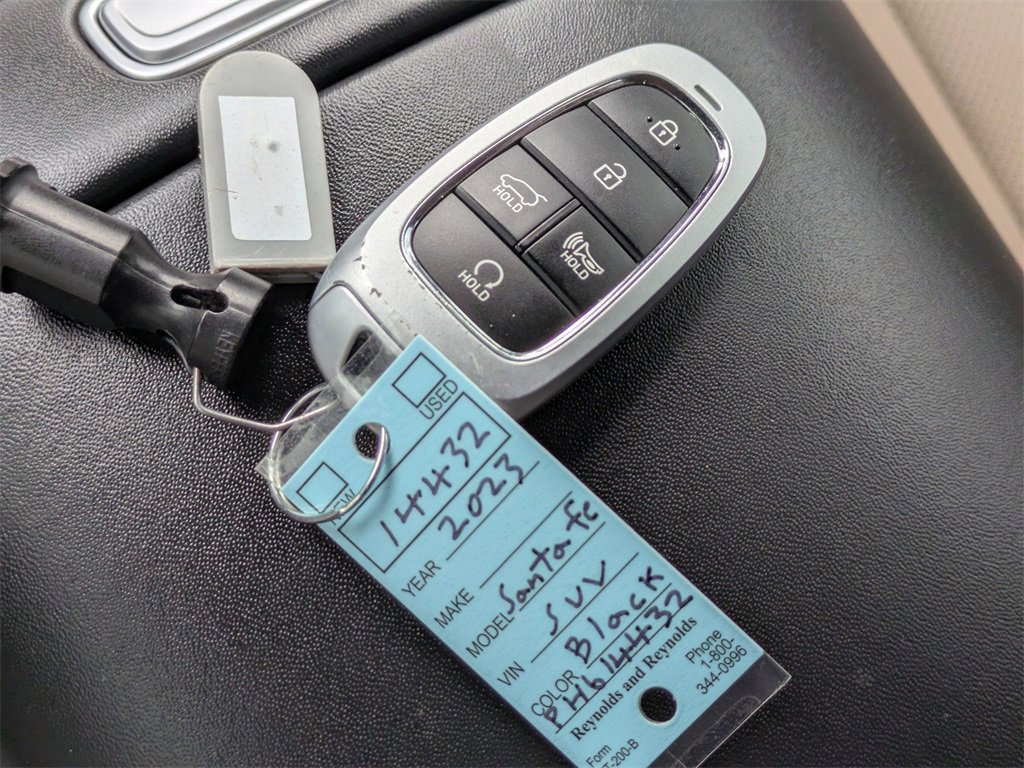 HOLD
HOLD
HOLD
USED
14432
YEAR 2023
MAKE
MODEL Santa fe
VIN SUV
COLOR Black
PH614432
Reynolds and Reynolds
Phone
1-800-
344-0996
Form
T-200-B